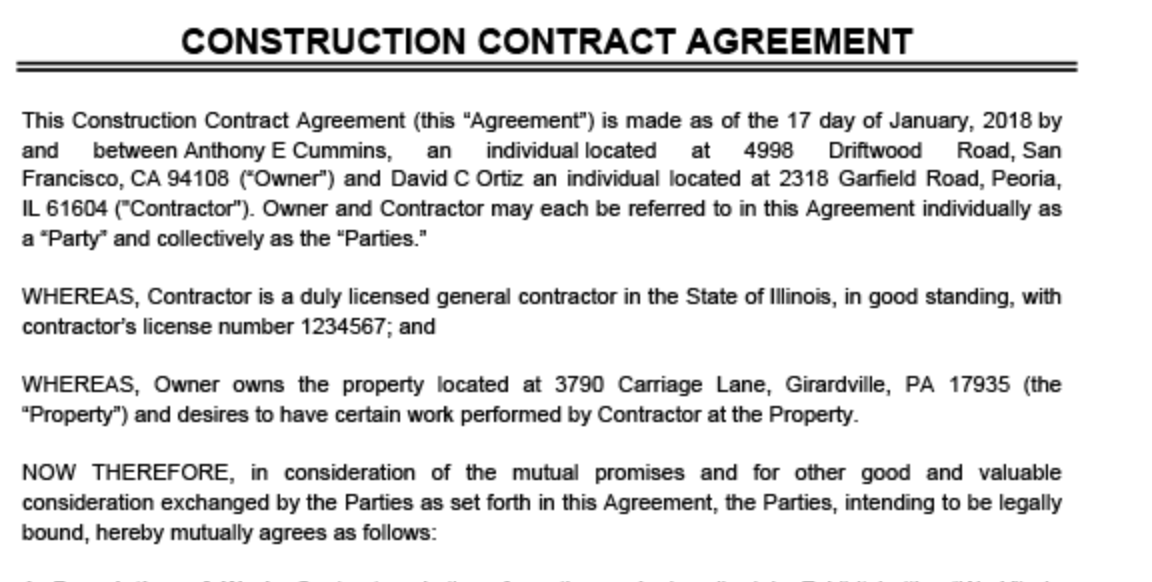 CONSTRUCTION CONTRACT AGREEMENT
This Construction Contract Agreement (this “Agreement”) is made as of the 17 day of January, 2018 by
and between Anthony E Cummins, an individual located at 4998 Driftwood Road, San
Francisco, CA 94108 (“Owner”) and David C Ortiz an individual located at 2318 Garfield Road, Peoria,
IL 61604 ("Contractor”). Owner and Contractor may each be referred to in this Agreement individually as
a “Party” and collectively as the “Parties.”
WHEREAS, Contractor is a duly licensed general contractor in the State of Illinois, in good standing, with
contractor’s license number 1234567; and
WHEREAS, Owner owns the property located at 3790 Carriage Lane, Girardville, PA 17935 (the
“Property”) and desires to have certain work performed by Contractor at the Property.
NOW THEREFORE, in consideration of the mutual promises and for other good and valuable
consideration exchanged by the Parties as set forth in this Agreement, the Parties, intending to be legally
bound, hereby mutually agrees as follows: